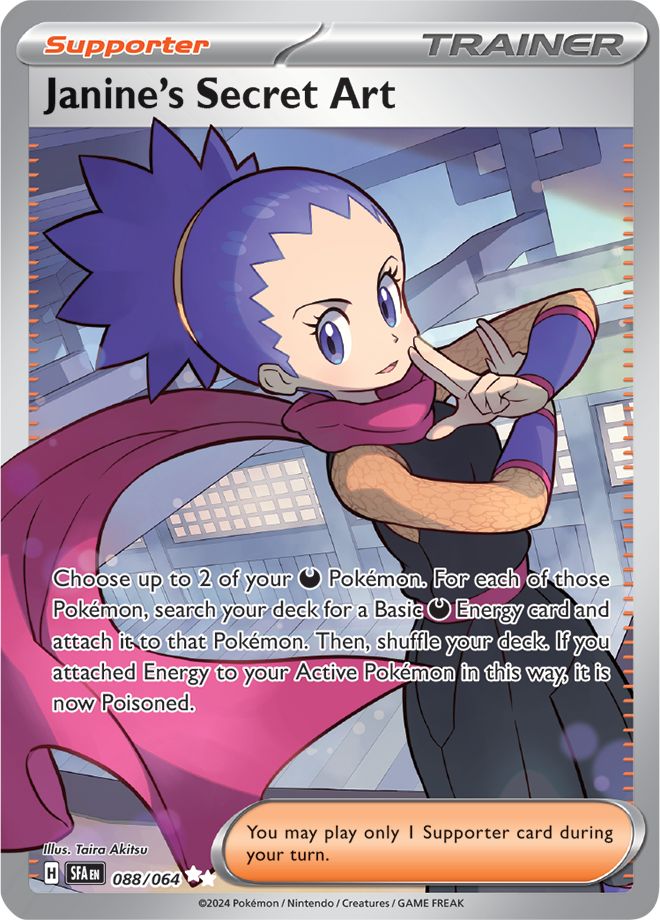 Supporter
TRAINER
Janine's Secret Art
Choose up to 2 of your Pokémon. For each of those
Pokémon, search your deck for a Basic Energy card and
attach it to that Pokémon. Then, shuffle your deck. If you
attached Energy to your Active Pokémon in this way, it is
now Poisoned.
You may play only 1 Supporter card during
your turn.
Illus. Taira Akitsu
H SFA EN 088/064
©2024 Pokémon / Nintendo / Creatures / GAME FREAK